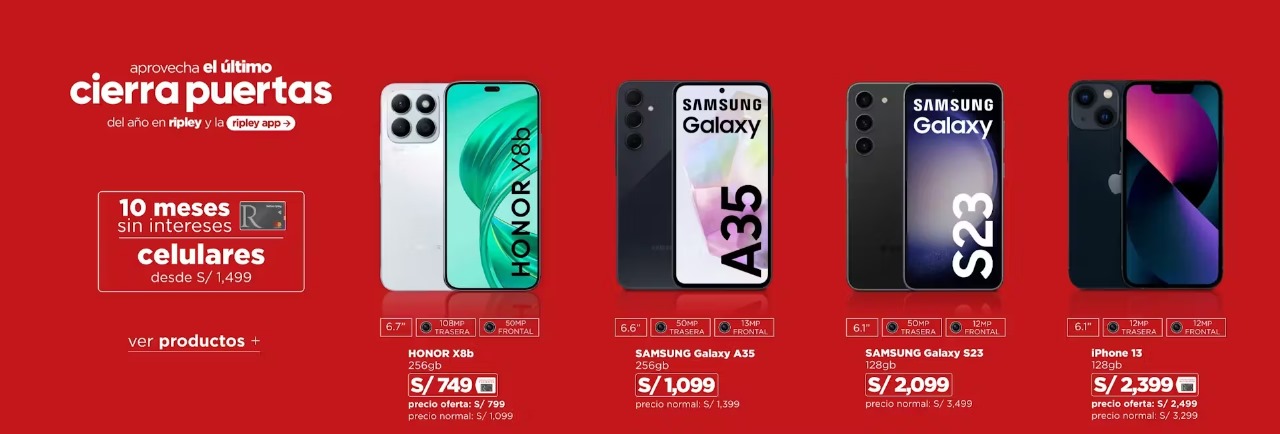 aprovecha el último
cierra puertas
del año en ripley y la ripley app →
10 meses
sin intereses
R
celulares
desde S/ 1,499
ver productos +
HONOR X8b
6.7"
108MP
TRASERA
50MP
FRONTAL
HONOR X8b
256gb
S/ 749
precio oferta: S/ 799
precio normal: S/ 1,099
SAMSUNG
Galaxy
A35
6.6"
50MP
TRASERA
13MP
FRONTAL
SAMSUNG Galaxy A35
256gb
S/ 1,099
precio normal: S/ 1,399
SAMSUNG
Galaxy
S23
6.1"
50MP
TRASERA
12MP
FRONTAL
SAMSUNG Galaxy S23
128gb
S/ 2,099
precio normal: S/ 3,499
6.1"
12MP
TRASERA
12MP
FRONTAL
iPhone 13
128gb
S/ 2,399
precio oferta: S/ 2,499
precio normal: S/ 3,299